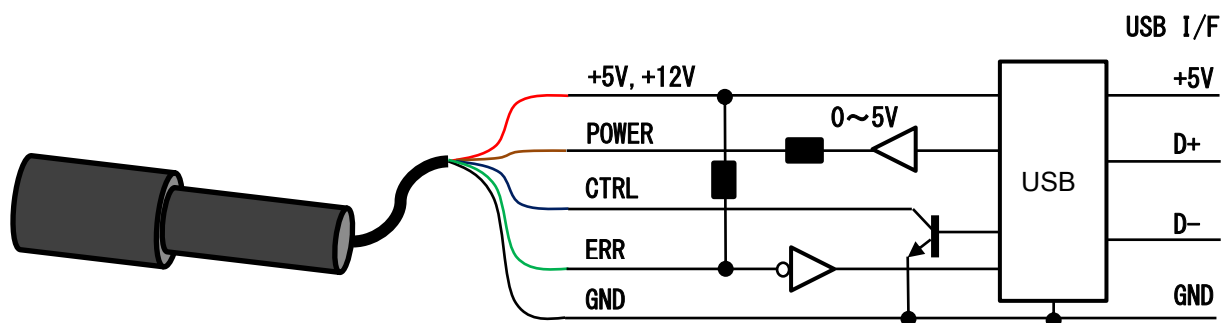 USB I/F
+5V, +12V
+5V
0～5V
POWER
D+
CTRL
USB
D-
ERR
GND
GND